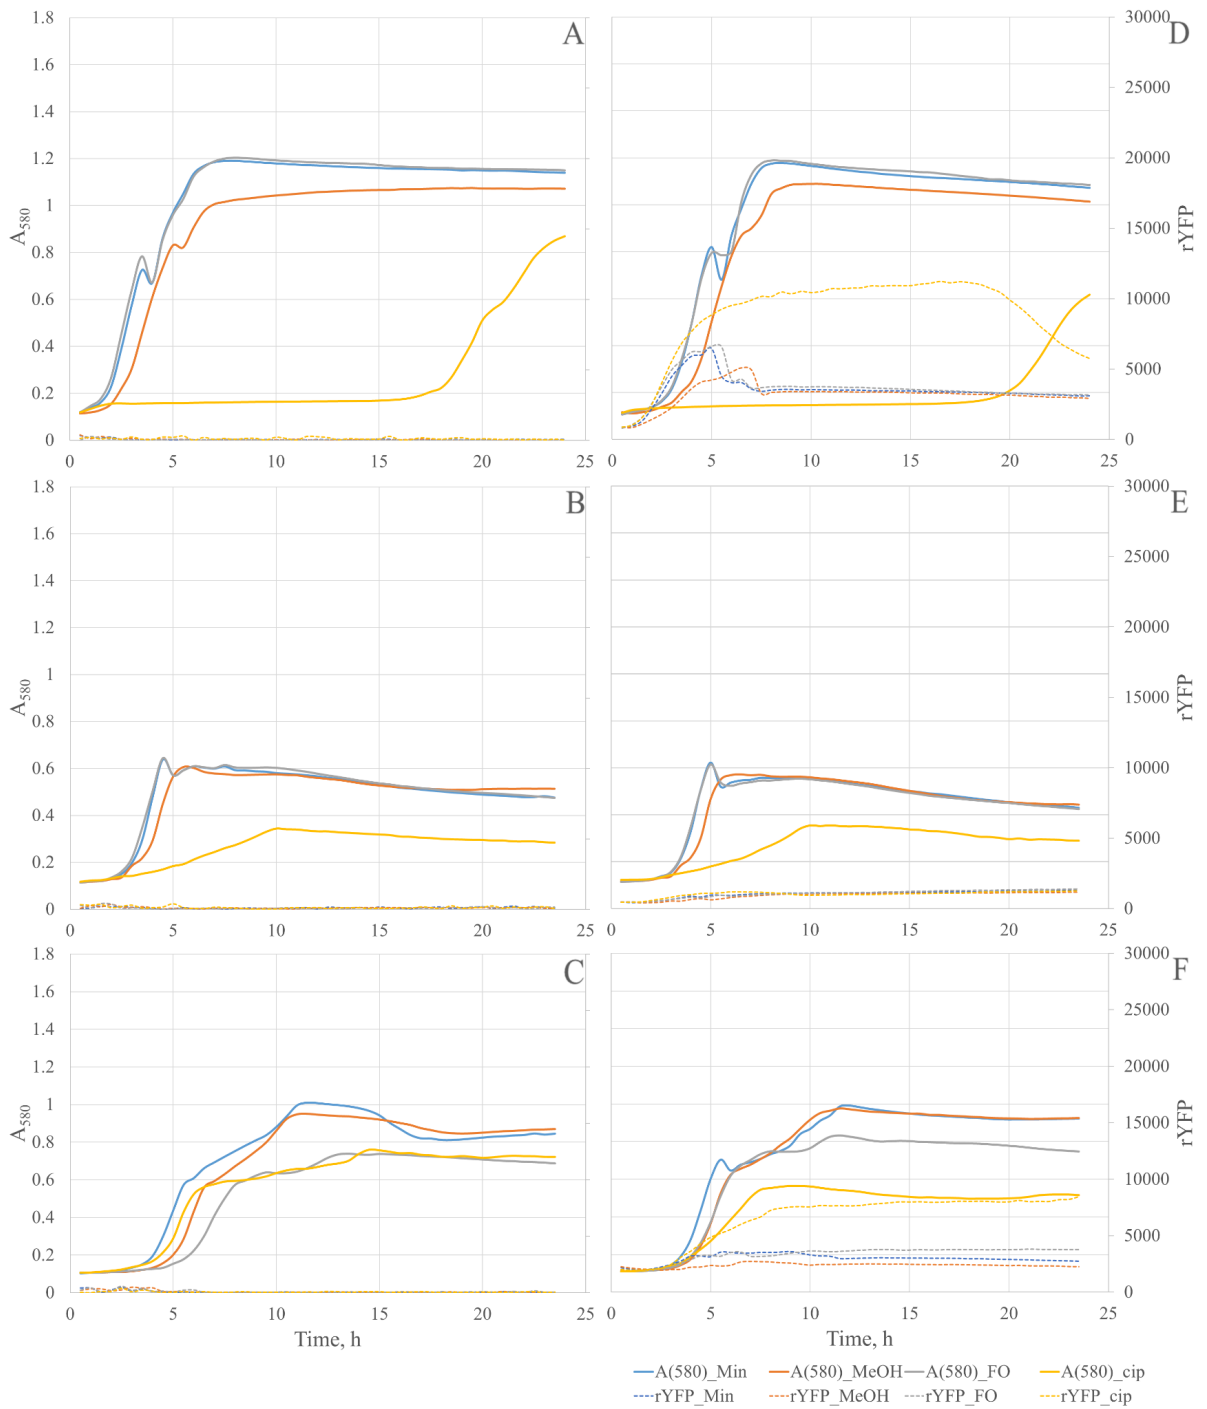 A
1.8
1.6
1.4
1.2
1
0.8
0.6
0.4
0.2
0
A580
0 5 10 15 20 25
D
30000
25000
20000
15000
10000
5000
0
rYFP
0 5 10 15 20 25
B
1.8
1.6
1.4
1.2
1
0.8
0.6
0.4
0.2
0
A580
0 5 10 15 20 25
E
30000
25000
20000
15000
10000
5000
0
rYFP
0 5 10 15 20 25
C
1.8
1.6
1.4
1.2
1
0.8
0.6
0.4
0.2
0
A580
0 5 10 15 20 25
Time, h
F
30000
25000
20000
15000
10000
5000
0
rYFP
0 5 10 15 20 25
Time, h
A(580)_Min A(580)_MeOH A(580)_FO A(580)_cip
rYFP_Min rYFP_MeOH rYFP_FO rYFP_cip